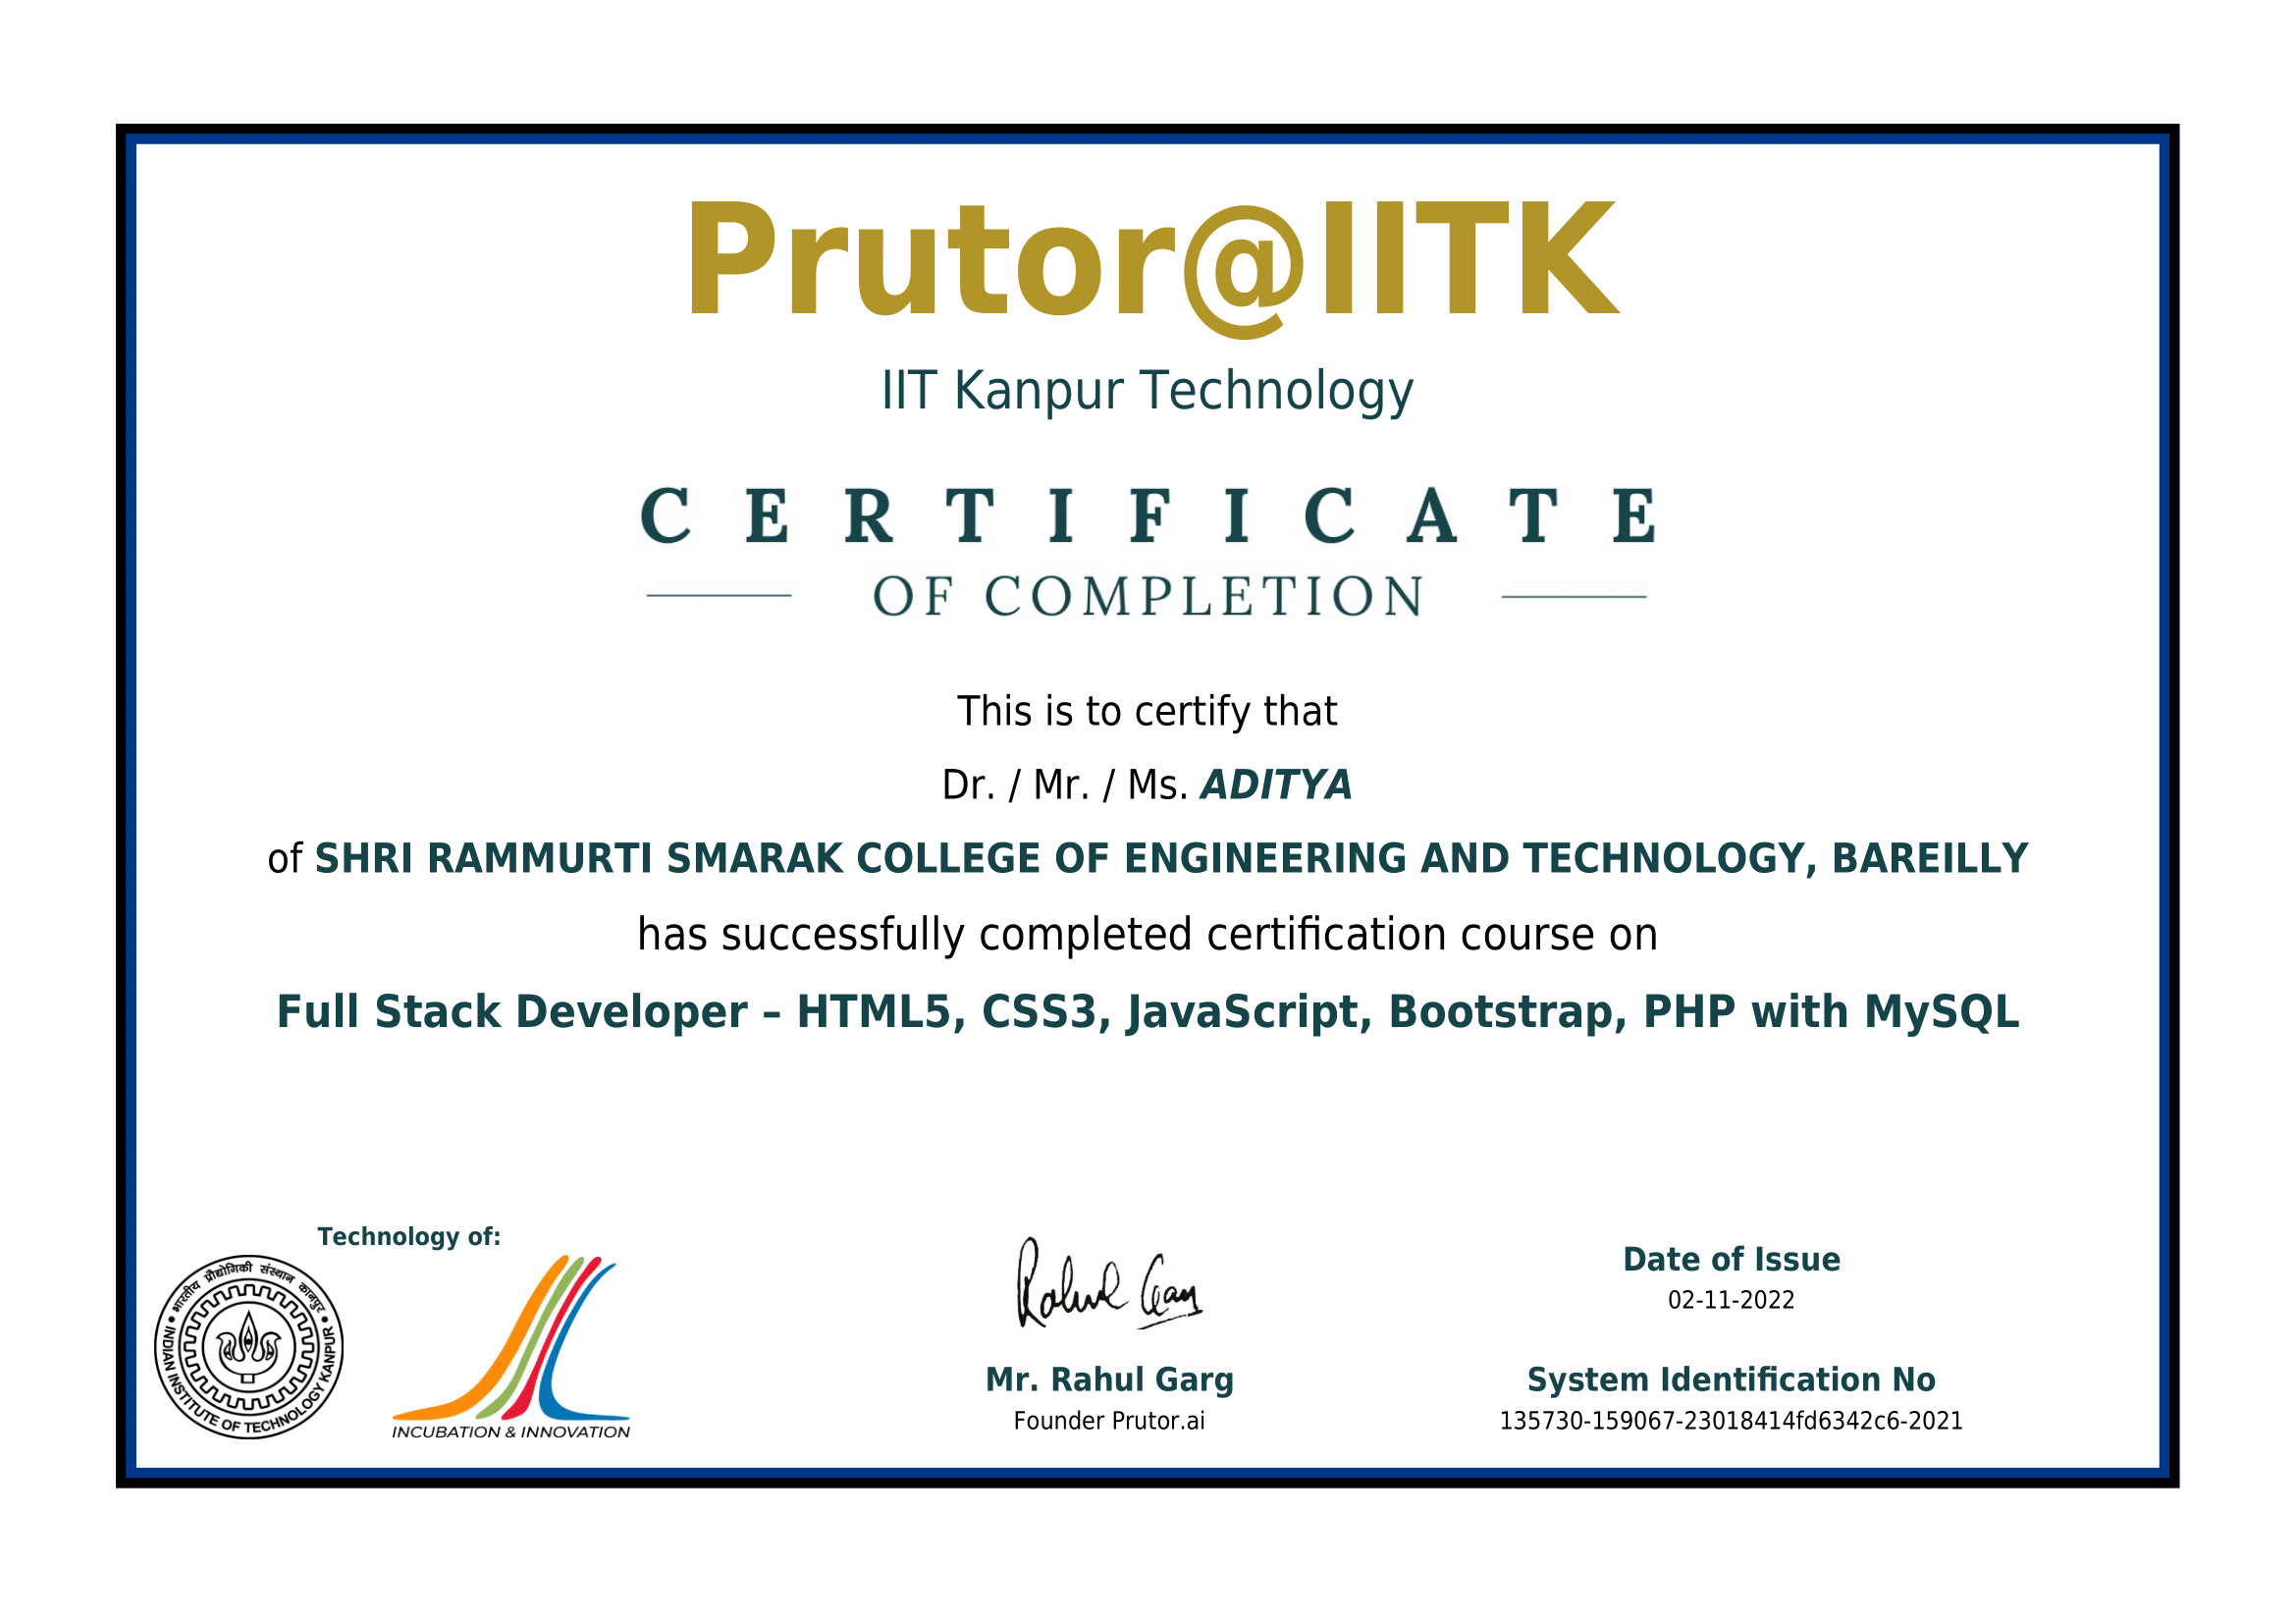 Prutor@IITK
IIT Kanpur Technology
CERTIFICATE
OF COMPLETION
This is to certify that
Dr. / Mr. / Ms. ADITYA
of SHRI RAMMURTI SMARAK COLLEGE OF ENGINEERING AND TECHNOLOGY, BAREILLY
has successfully completed certification course on
Full Stack Developer – HTML5, CSS3, JavaScript, Bootstrap, PHP with MySQL
Technology of:
भारतीय प्रौद्योगिकी संस्थान कानपुर
INDIAN INSTITUTE OF TECHNOLOGY KANPUR
INCUBATION & INNOVATION
Rahul Garg
Mr. Rahul Garg
Founder Prutor.ai
Date of Issue
02-11-2022
System Identification No
135730-159067-23018414fd6342c6-2021